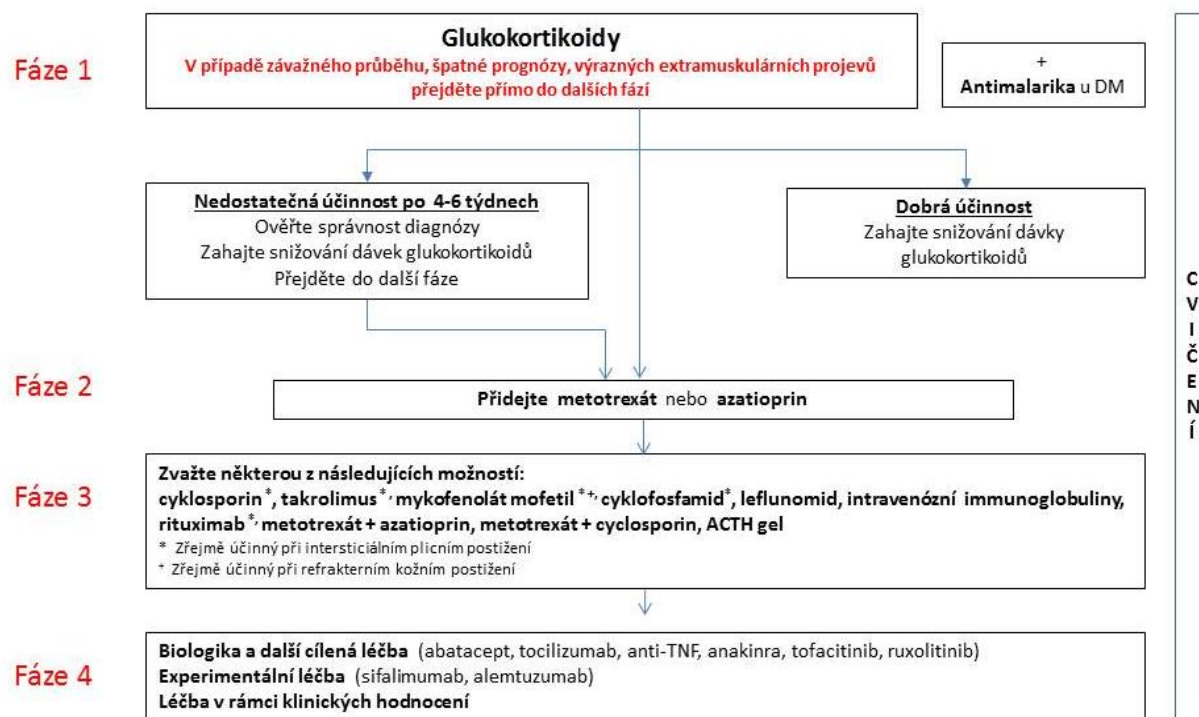 Fáze 1
Glukokortikoidy
V případě závažného průběhu, špatné prognózy, výrazných extramuskulárních projevů
přejděte přímo do dalších fází
+
Antimalarika u DM
Nedostatečná účinnost po 4-6 týdnech
Ověřte správnost diagnózy
Zahajte snižování dávek glukokortikoidů
Přejděte do další fáze
Dobrá účinnost
Zahajte snižování dávky
glukokortikoidů
Fáze 2
Přidejte metotrexát nebo azatioprin
Fáze 3
Zvažte některou z následujících možností:
cyklosporin*, takrolimus*, mykofenolát mofetil*+, cyklofosfamid*, leflunomid, intravenózní immunoglobuliny,
rituximab*, metotrexát + azatioprin, metotrexát + cyclosporin, ACTH gel
* Zřejmě účinný při intersticiálním plicním postižení
+ Zřejmě účinný při refrakterním kožním postižení
Fáze 4
Biologika a další cílená léčba (abatacept, tocilizumab, anti-TNF, anakinra, tofacitinib, ruxolitinib)
Experimentální léčba (sifalimumab, alemtuzumab)
Léčba v rámci klinických hodnocení
C
V
I
Č
E
N
Í